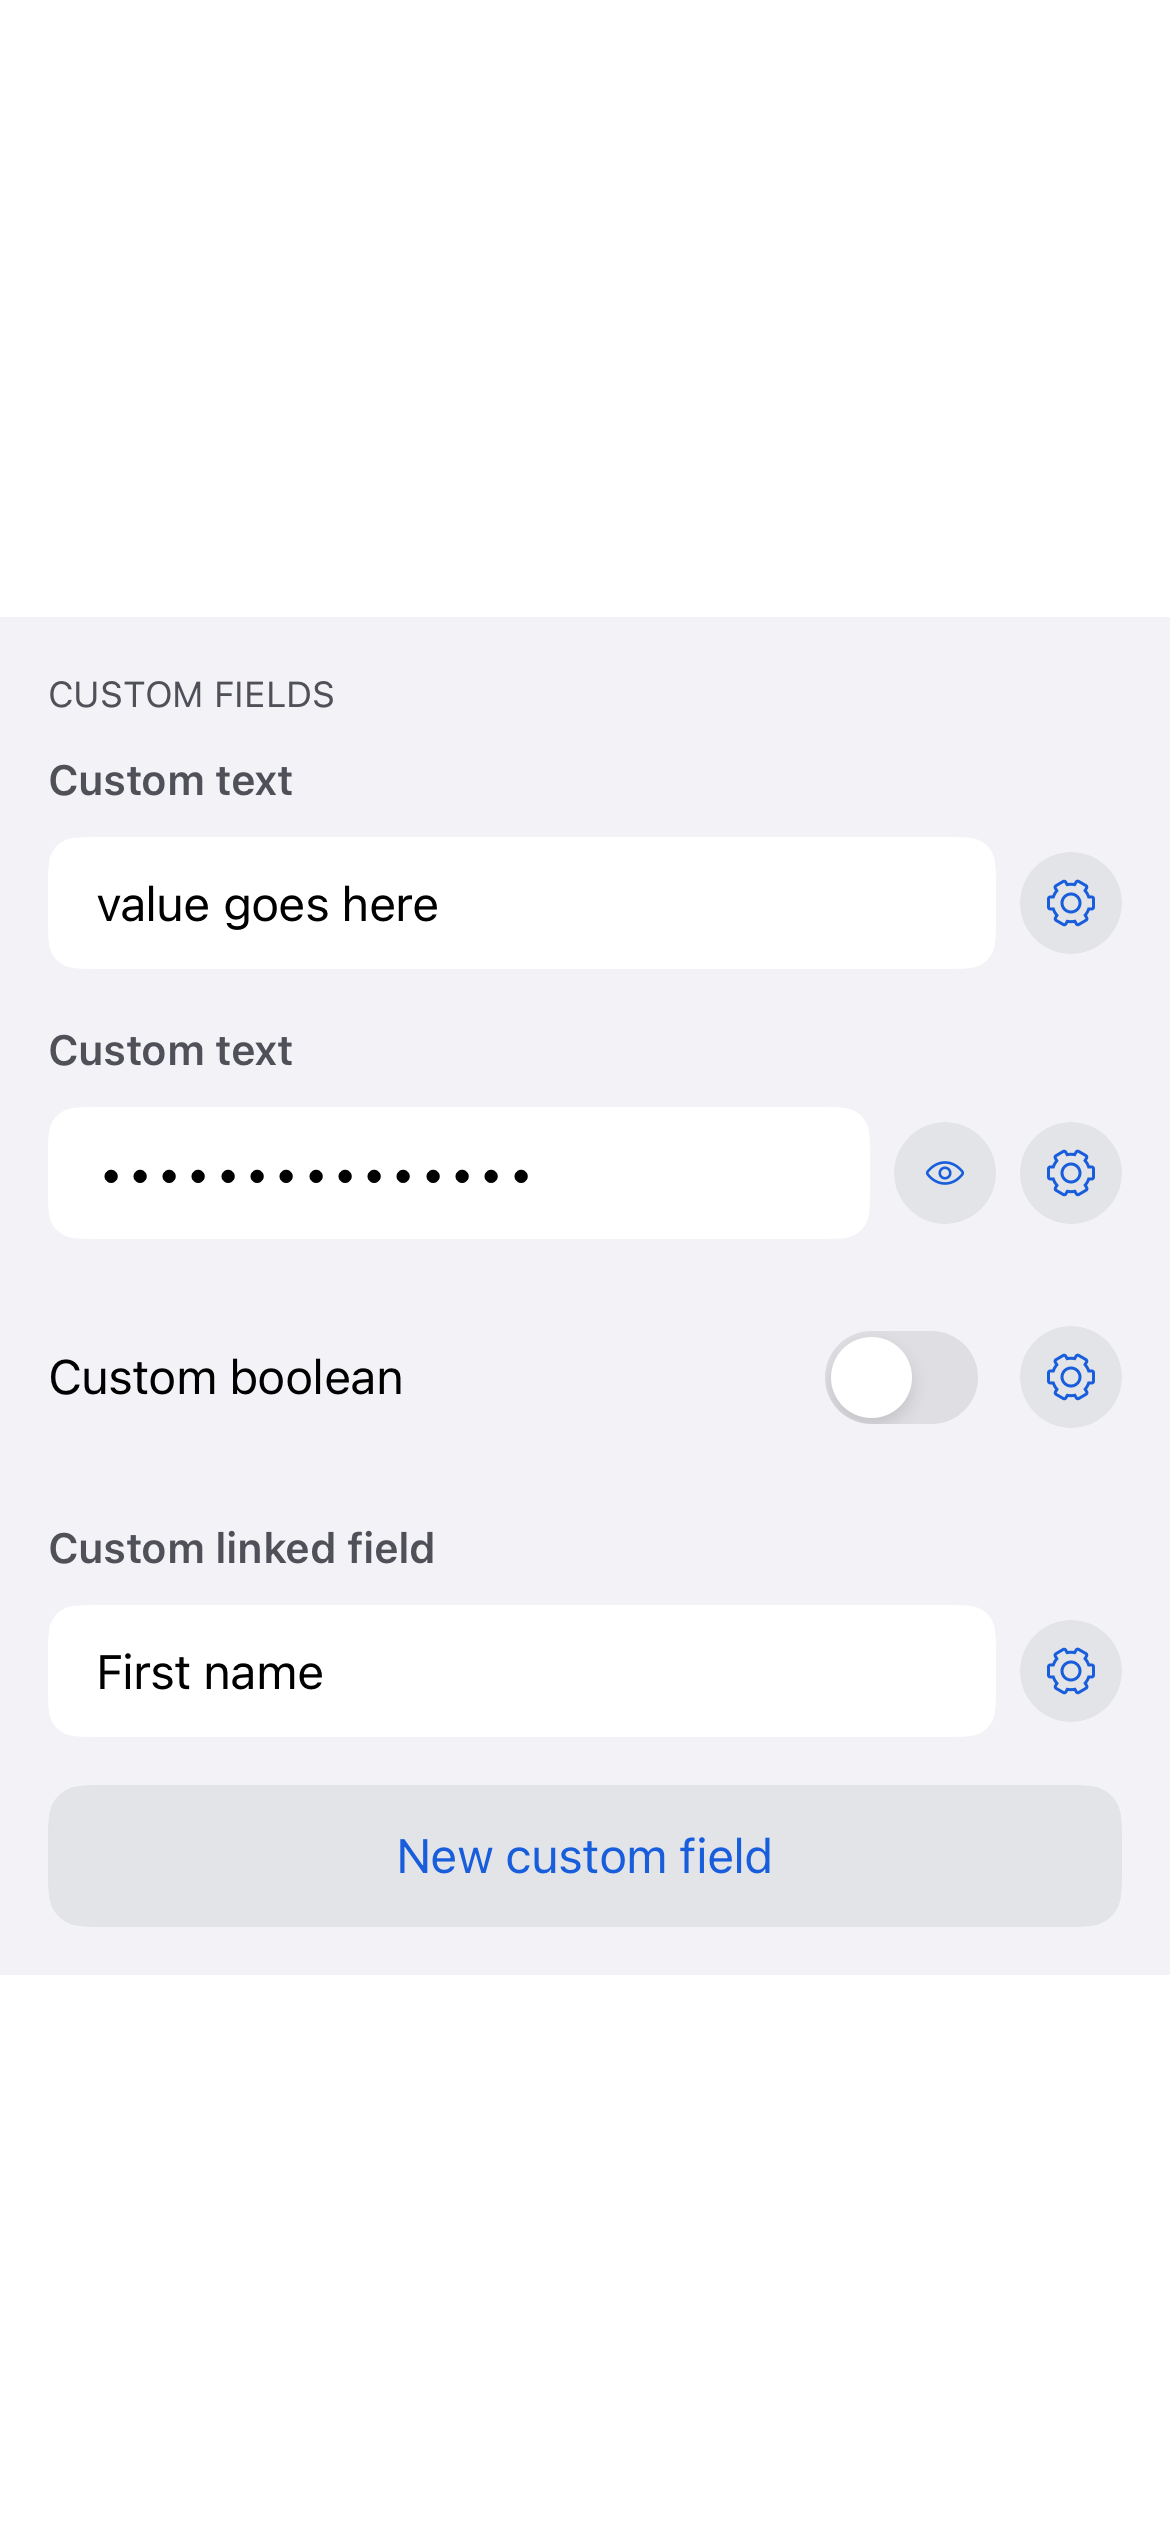 CUSTOM FIELDS
Custom text
value goes here
Custom text
•••••••••••••••
Custom boolean
Custom linked field
First name
New custom field